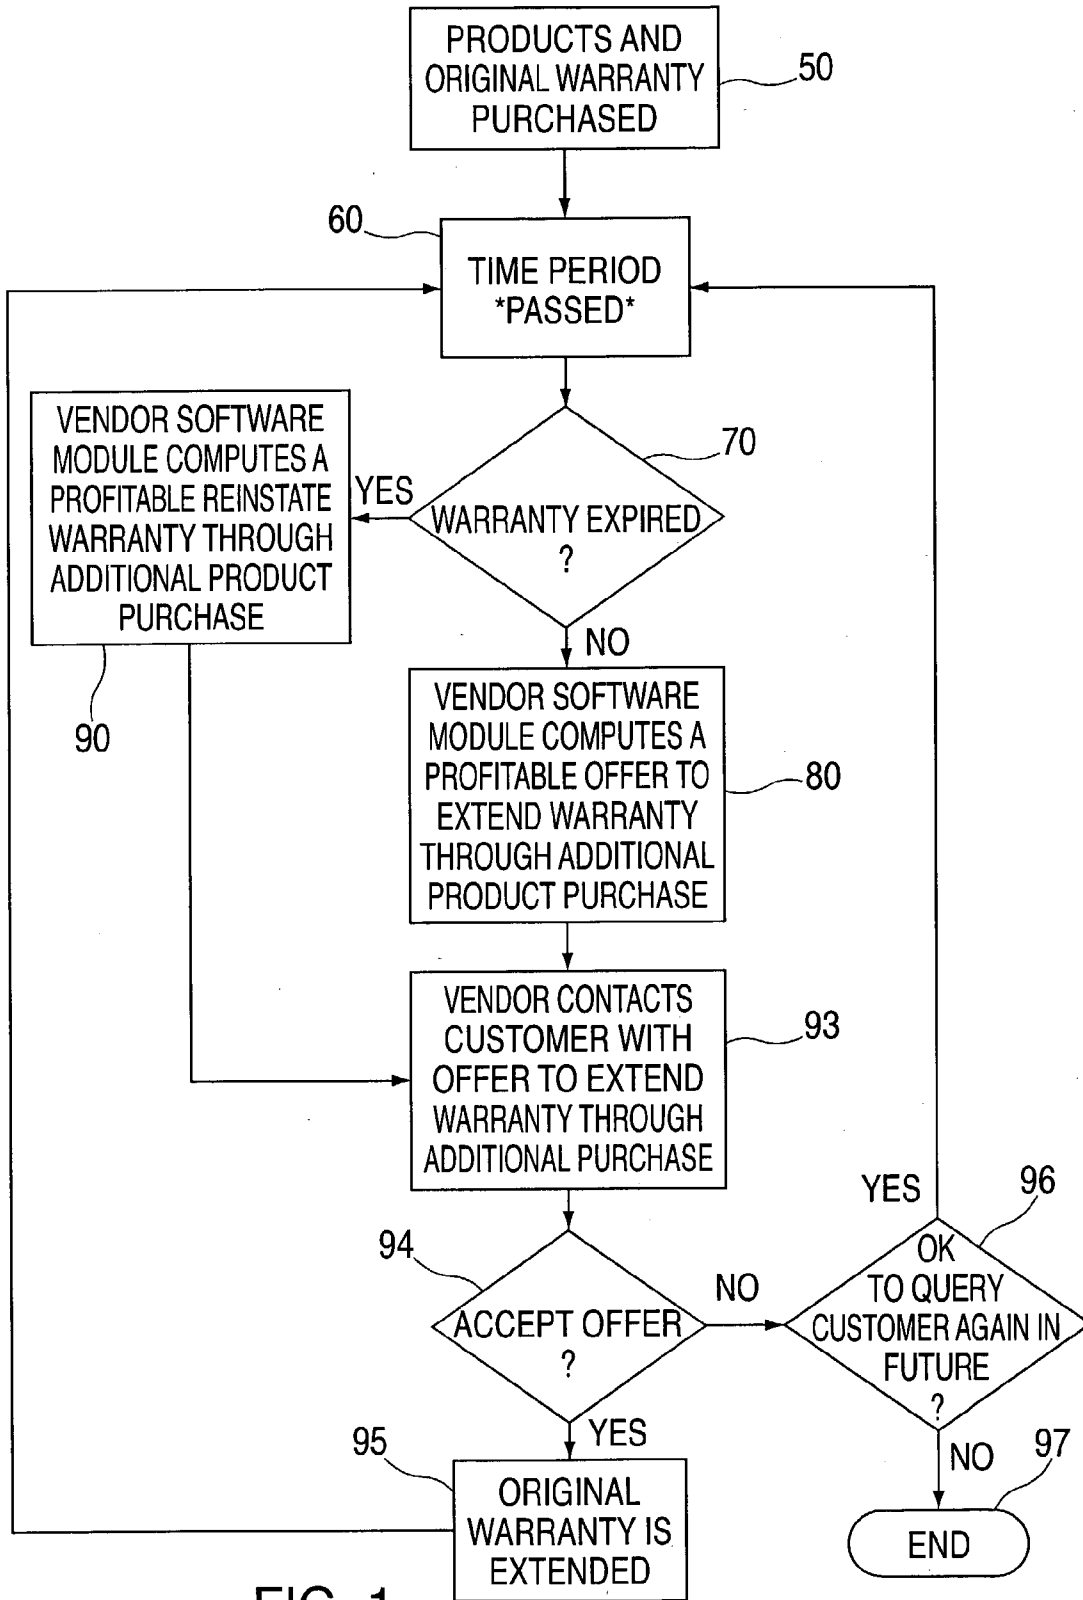 PRODUCTS AND
ORIGINAL WARRANTY
PURCHASED
50
60
TIME PERIOD
*PASSED*
70
WARRANTY EXPIRED
?
YES
NO
VENDOR SOFTWARE
MODULE COMPUTES A
PROFITABLE REINSTATE
WARRANTY THROUGH
ADDITIONAL PRODUCT
PURCHASE
90
VENDOR SOFTWARE
MODULE COMPUTES A
PROFITABLE OFFER TO
EXTEND WARRANTY
THROUGH ADDITIONAL
PRODUCT PURCHASE
80
VENDOR CONTACTS
CUSTOMER WITH
OFFER TO EXTEND
WARRANTY THROUGH
ADDITIONAL PURCHASE
93
94
ACCEPT OFFER
?
NO
YES
YES
96
OK
TO QUERY
CUSTOMER AGAIN IN
FUTURE
?
NO
97
END
95
ORIGINAL
WARRANTY IS
EXTENDED
FIG. 1